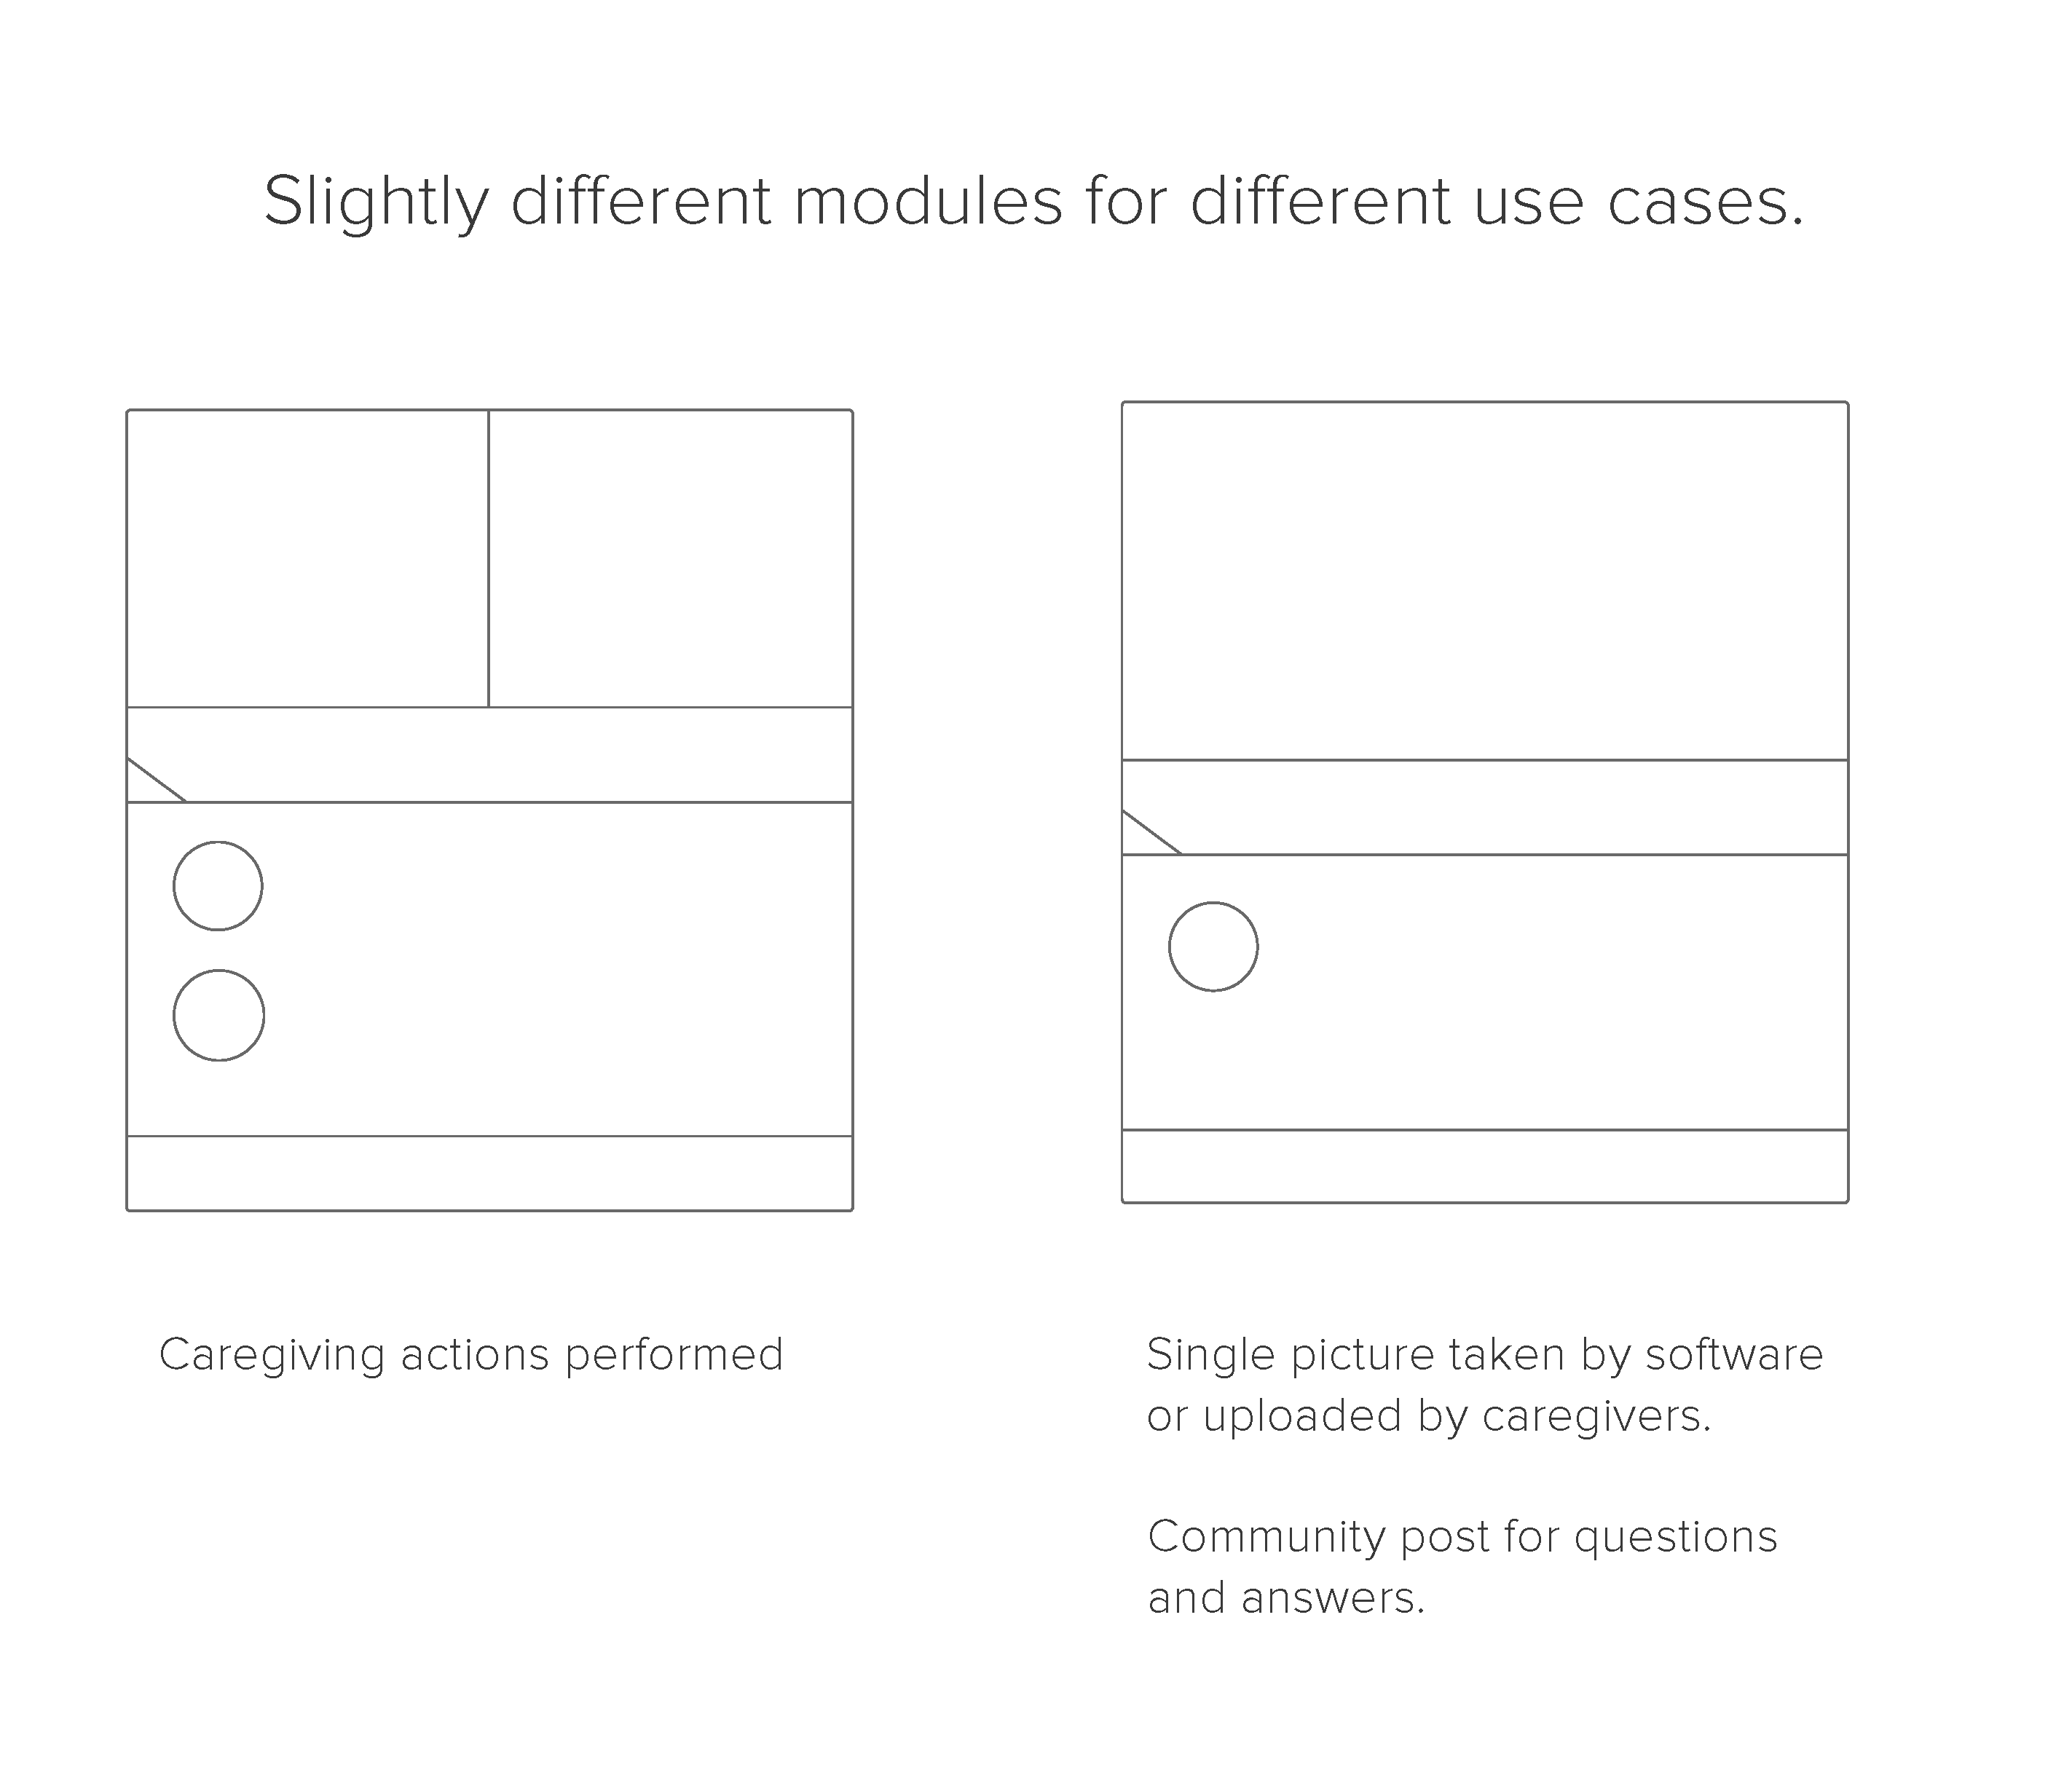 Slightly different modules for different use cases.
Caregiving actions performed
Single picture taken by software
or uploaded by caregivers.
Community post for questions
and answers.